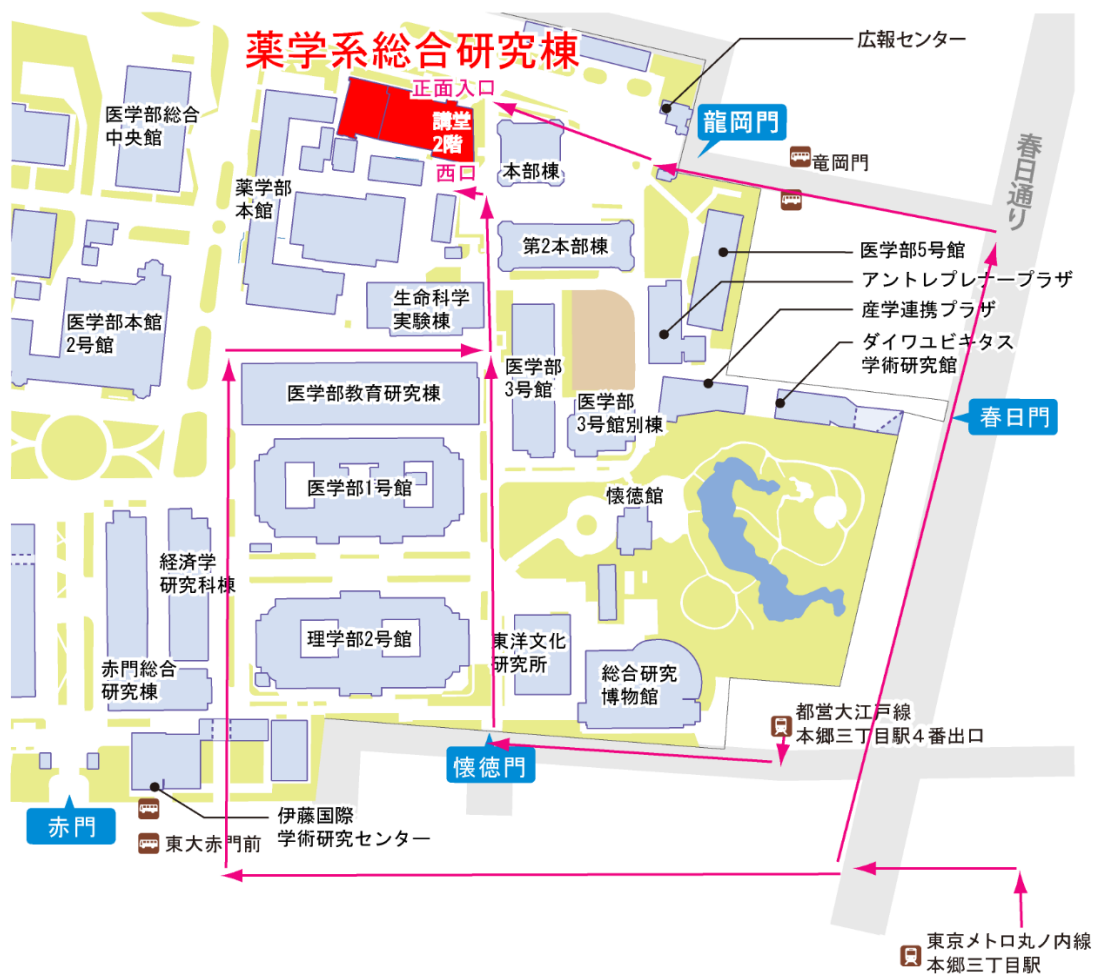 薬学系総合研究棟
広報センター
正面入口
医学部総合
中央館
講堂
2階
龍岡門
竜岡門
春日通り
本部棟
西口
薬学部
本館
第2本部棟
医学部5号館
アントレプレナープラザ
産学連携プラザ
ダイワユビキタス
学術研究館
生命科学
実験棟
医学部本館
2号館
医学部
3号館
医学部教育研究棟
医学部
3号館別棟
春日門
医学部1号館
懐徳館
経済学
研究科棟
理学部2号館
東洋文化
研究所
赤門総合
研究棟
総合研究
博物館
都営大江戸線
本郷三丁目駅4番出口
懐徳門
赤門
伊藤国際
学術研究センター
東大赤門前
東京メトロ丸ノ内線
本郷三丁目駅